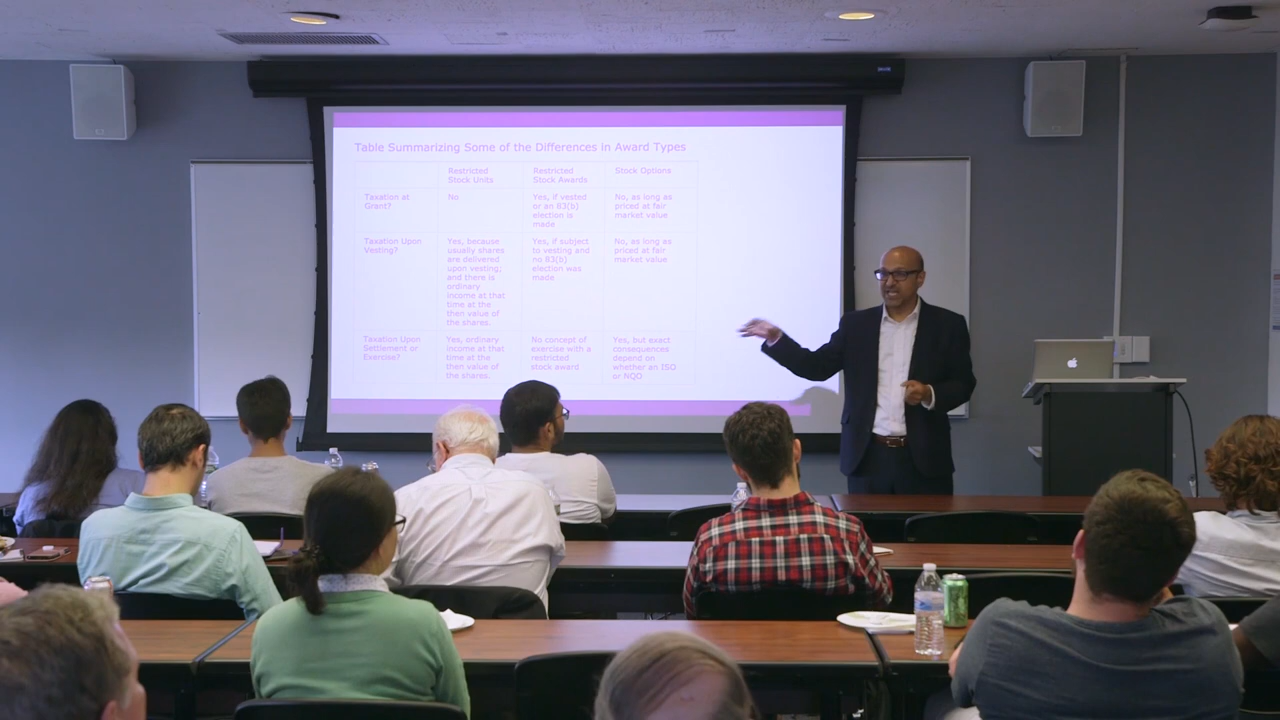 Table Summarizing Some of the Differences in Award Types
Restricted
Stock Units
Restricted
Stock Awards
Stock Options
Taxation at
Grant?
No
Yes, if vested
or an 83(b)
election is
made
No, as long as
priced at fair
market value
Taxation Upon
Vesting?
Yes, because
usually shares
are delivered
upon vesting;
and there is
ordinary
income at that
time at the
then value of
the shares.
Yes, if subject
to vesting and
no 83(b)
election was
made
No, as long as
priced at fair
market value
Taxation Upon
Settlement or
Exercise?
Yes, ordinary
income at that
time at the
then value of
the shares.
No concept of
exercise with a
restricted
stock award
Yes, but exact
consequences
depend on
whether an ISO
or NQO